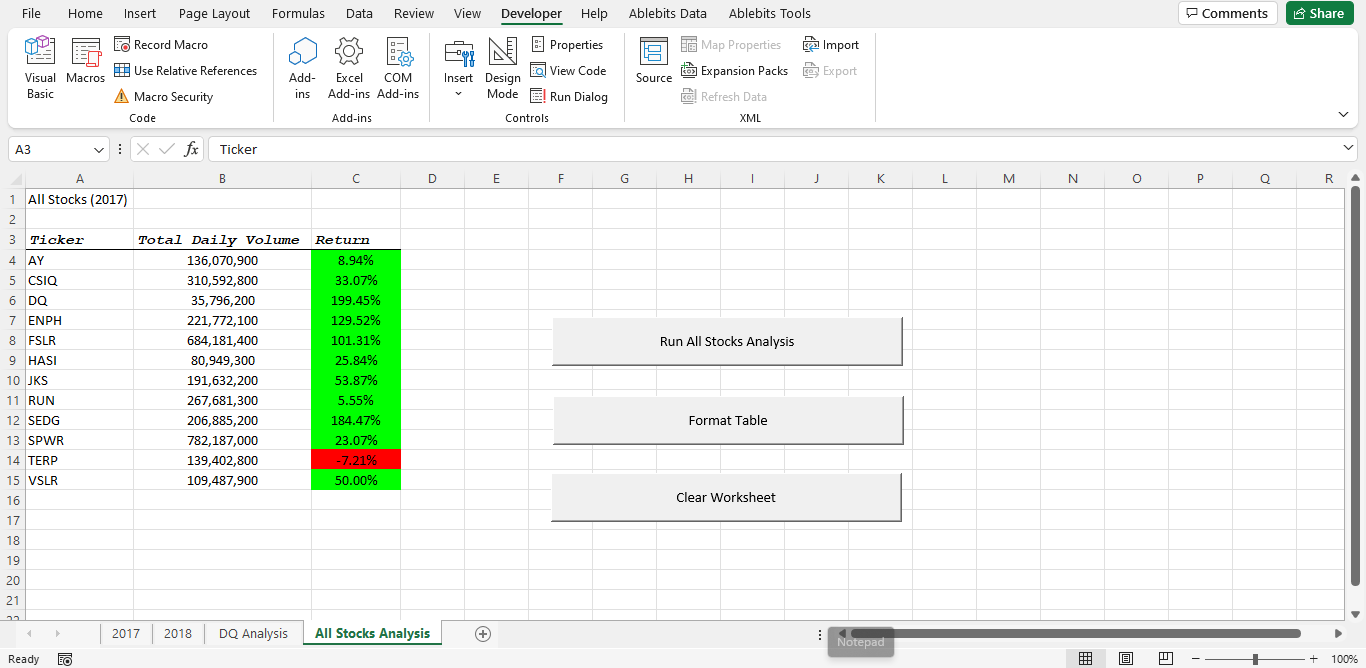 File Home Insert Page Layout Formulas Data Review View Developer Help Ablebits Data Ablebits Tools Comments Share
Visual Basic
Macros
Record Macro
Use Relative References
Macro Security
Code
Add-ins
Excel Add-ins
COM Add-ins
Add-ins
Insert
Design Mode
Properties
View Code
Run Dialog
Controls
Source
Map Properties
Expansion Packs
Refresh Data
Import
Export
XML
A3 fx Ticker
A B C D E F G H I J K L M N O P Q R
1 All Stocks (2017)
2
3 Ticker Total Daily Volume Return
4 AY 136,070,900 8.94%
5 CSIQ 310,592,800 33.07%
6 DQ 35,796,200 199.45%
7 ENPH 221,772,100 129.52%
8 FSLR 684,181,400 101.31%
9 HASI 80,949,300 25.84%
10 JKS 191,632,200 53.87%
11 RUN 267,681,300 5.55%
12 SEDG 206,885,200 184.47%
13 SPWR 782,187,000 23.07%
14 TERP 139,402,800 -7.21%
15 VSLR 109,487,900 50.00%
16
17
18
19
20
21
22
Run All Stocks Analysis
Format Table
Clear Worksheet
2017 2018 DQ Analysis All Stocks Analysis
Notepad
Ready 100%